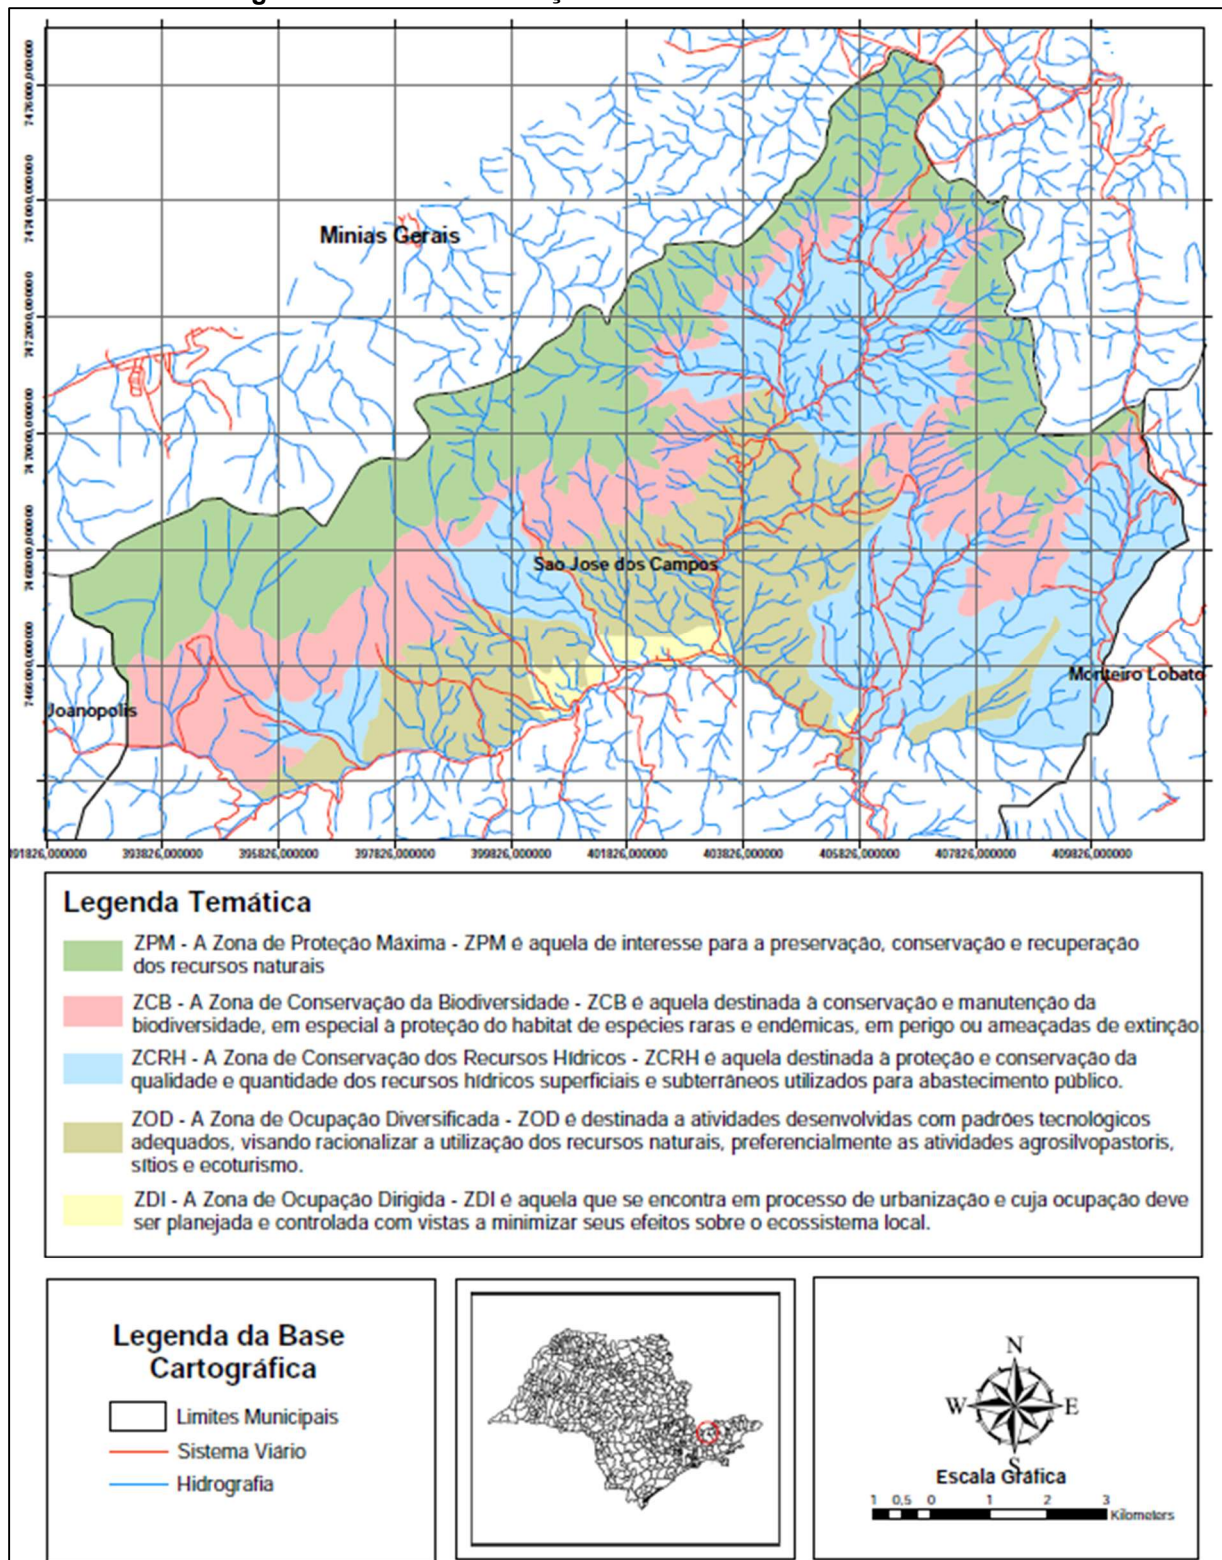 Minias Gerais
Sao Jose dos Campos
Monteiro Lobato
Joanopolis
391826,000000 393826,000000 395826,000000 397826,000000 399826,000000 401826,000000 403826,000000 405826,000000 407826,000000 409826,000000
Legenda Temática
ZPM - A Zona de Proteção Máxima - ZPM é aquela de interesse para a preservação, conservação e recuperação
dos recursos naturais
ZCB - A Zona de Conservação da Biodiversidade - ZCB é aquela destinada à conservação e manutenção da
biodiversidade, em especial à proteção do habitat de espécies raras e endêmicas, em perigo ou ameaçadas de extinção
ZCRH - A Zona de Conservação dos Recursos Hídricos - ZCRH é aquela destinada à proteção e conservação da
qualidade e quantidade dos recursos hídricos superficiais e subterrâneos utilizados para abastecimento público.
ZOD - A Zona de Ocupação Diversificada - ZOD é destinada a atividades desenvolvidas com padrões tecnológicos
adequados, visando racionalizar a utilização dos recursos naturais, preferencialmente as atividades agrosilvopastoris,
sítios e ecoturismo.
ZDI - A Zona de Ocupação Dirigida - ZDI é aquela que se encontra em processo de urbanização e cuja ocupação deve
ser planejada e controlada com vistas a minimizar seus efeitos sobre o ecossistema local.
Legenda da Base
Cartográfica
Limites Municipais
Sistema Viário
Hidrografia
N
W E
S
Escala Gráfica
1 0,5 0 1 2 3
Kilometers